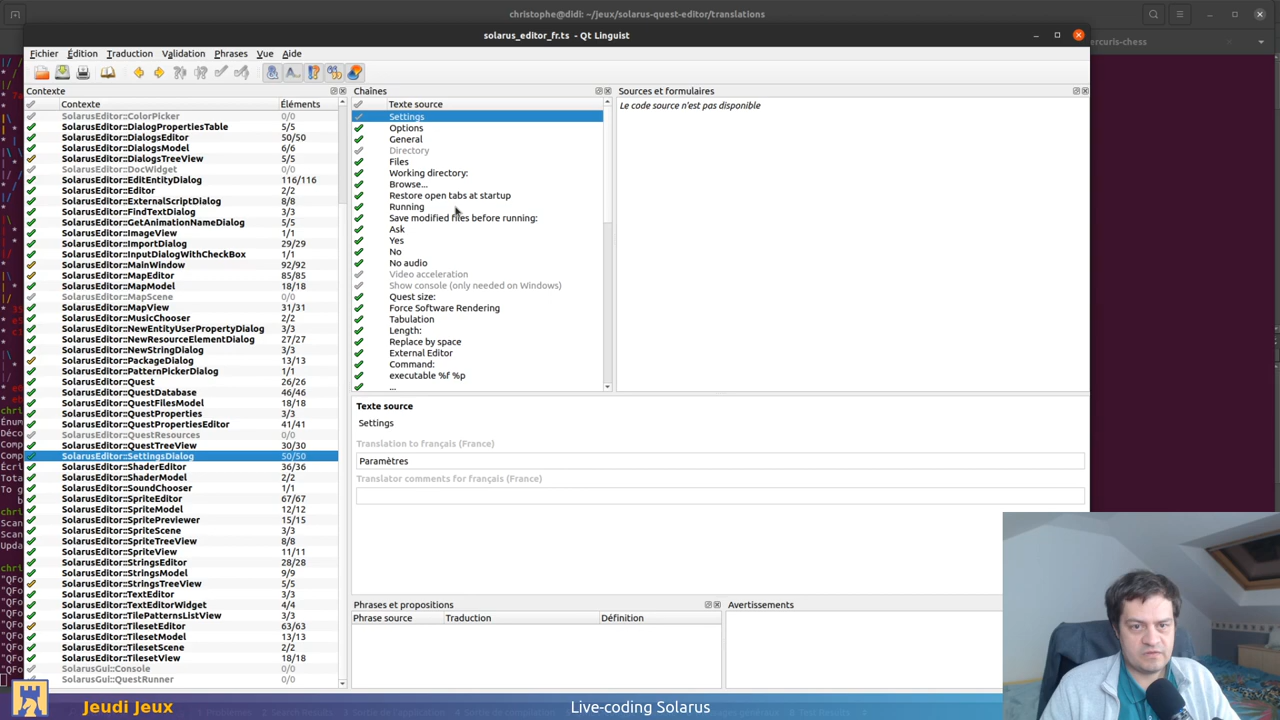 christophe@didi: ~/jeux/solarus-quest-editor/translations
solarus_editor_fr.ts - Qt Linguist
ercuris-chess
Fichier Édition Traduction Validation Phrases Vue Aide
Contexte
Contexte Éléments
SolarusEditor::ColorPicker 0/0
SolarusEditor::DialogPropertiesTable 5/5
SolarusEditor::DialogsEditor 50/50
SolarusEditor::DialogsModel 6/6
SolarusEditor::DialogsTreeView 5/5
SolarusEditor::DocWidget 0/0
SolarusEditor::EditEntityDialog 116/116
SolarusEditor::Editor 2/2
SolarusEditor::ExternalScriptDialog 8/8
SolarusEditor::FindTextDialog 3/3
SolarusEditor::GetAnimationNameDialog 5/5
SolarusEditor::ImageView 3/3
SolarusEditor::ImportDialog 29/29
SolarusEditor::InputDialogWithCheckBox 1/1
SolarusEditor::MainWindow 92/92
SolarusEditor::MapEditor 85/85
SolarusEditor::MapModel 18/18
SolarusEditor::MapScene 0/0
SolarusEditor::MapView 31/31
SolarusEditor::MusicChooser 2/2
SolarusEditor::NewEntityUserPropertyDialog 3/3
SolarusEditor::NewResourceElementDialog 27/27
SolarusEditor::NewStringDialog 3/3
SolarusEditor::PackageDialog 13/13
SolarusEditor::PatternPickerDialog 1/1
SolarusEditor::Quest 26/26
SolarusEditor::QuestDatabase 46/46
SolarusEditor::QuestFilesModel 18/18
SolarusEditor::QuestProperties 3/3
SolarusEditor::QuestPropertiesEditor 41/41
SolarusEditor::QuestResources 0/0
SolarusEditor::QuestTreeView 30/30
SolarusEditor::SettingsDialog 50/50
SolarusEditor::ShaderEditor 36/36
SolarusEditor::ShaderModel 2/2
SolarusEditor::SoundChooser 1/1
SolarusEditor::SpriteEditor 67/67
SolarusEditor::SpriteModel 12/12
SolarusEditor::SpritePreviewer 15/15
SolarusEditor::SpriteScene 3/3
SolarusEditor::SpriteTreeView 8/8
SolarusEditor::SpriteView 11/11
SolarusEditor::StringsEditor 28/28
SolarusEditor::StringsModel 9/9
SolarusEditor::StringsTreeView 5/5
SolarusEditor::TextEditor 3/3
SolarusEditor::TextEditorWidget 4/4
SolarusEditor::TilePatternsListView 3/3
SolarusEditor::TilesetEditor 63/63
SolarusEditor::TilesetModel 13/13
SolarusEditor::TilesetScene 2/2
SolarusEditor::TilesetView 18/18
SolarusGui::Console 0/0
SolarusGui::QuestRunner 0/0
Chaînes
Texte source
Settings
Options
General
Directory
Files
Working directory:
Browse...
Restore open tabs at startup
Running
Save modified files before running:
Ask
Yes
No
No audio
Video acceleration
Show console (only needed on Windows)
Quest size:
Force Software Rendering
Tabulation
Length:
Replace by space
External Editor
Command:
executable %f %p
...
Sources et formulaires
Le code source n'est pas disponible
Texte source
Settings
Translation to français (France)
Paramètres
Translator comments for français (France)
Phrases et propositions
Phrase source Traduction Définition
Avertissements
Jeudi Jeux
Live-coding Solarus